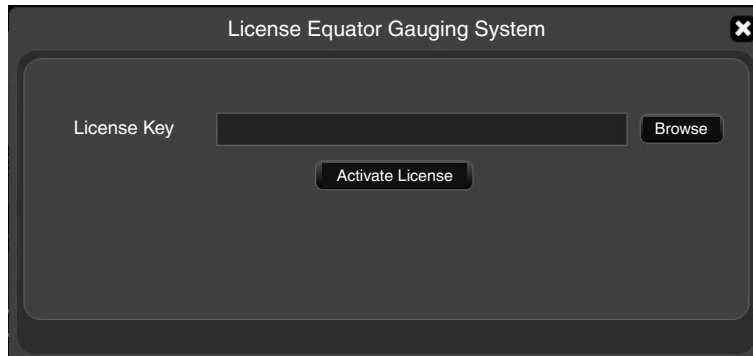 License Equator Gauging System
License Key
Browse
Activate License